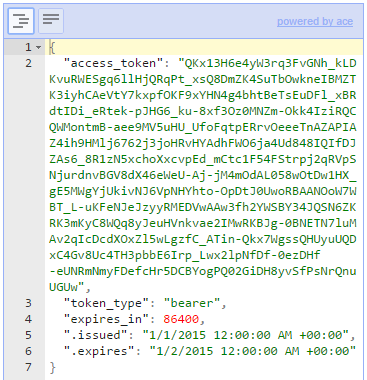 powered by ace
1 {
2 "access_token": "QKx13H6e4yW3rq3FvGNh_kLD
KvuRWESgq6llHjQRqPt_xsQ8DmZK4SuTbOwkneIBMZT
K3iyhCAeVtY7kxpfOKF9xYHN4g4bhtBeTsEuDFl_xBR
dtIDi_eRtek-pJHG6_ku-8xf3Oz0MNZm-Okk4IziRQC
QWMontmB-aee9MV5uHU_UfoFqtpERrvOeeeTnAZAPIA
Z4ih9HMlj6762j3joHRvHYAdhFWO6ja4Ud848IQIfDJ
ZAs6_8R1zN5xchoXxcvpEd_mCtc1F54FStrpj2qRVpS
NjurdnvBGV8dX46eWeU-Aj-jM4mOdAL058wOtDw1HX_
gE5MWgYjUkivNJ6VpNHYhto-OpDtJ0UwoRBAANOoW7W
BT_L-uKFeNJeJzyyRMEDVwAAw3fh2YWSBY34JQSN6ZK
RK3mKyC8WQq8yJeuHVnkvae2IMwRKBJg-0BNETN7luM
Av2qIcDcdXOxZl5wLgzfC_ATin-Qkx7WgssQHUyuUQD
xC4Gv8Uc4TH3pbbE6Irp_Lwx2lpNfDf-0ezDHf
-eUNRmNmyFDefcHr5DCBYogPQ02GiDH8yvSfPsNrQnu
UGUw",
3 "token_type": "bearer",
4 "expires_in": 86400,
5 ".issued": "1/1/2015 12:00:00 AM +00:00",
6 ".expires": "1/2/2015 12:00:00 AM +00:00"
7 }